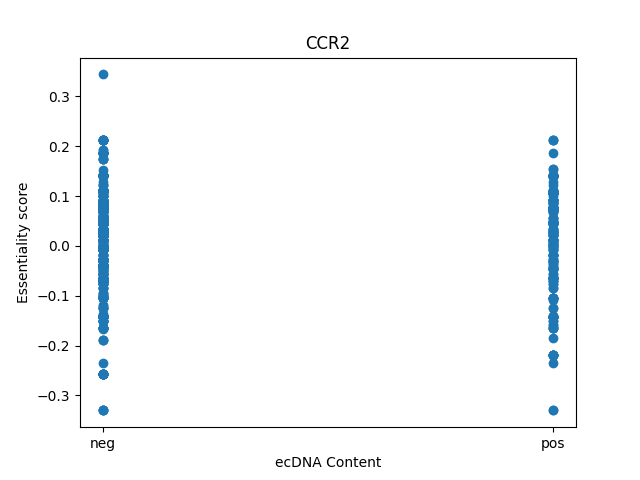 CCR2
Essentiality score
0.3
0.2
0.1
0.0
−0.1
−0.2
−0.3
neg
pos
ecDNA Content